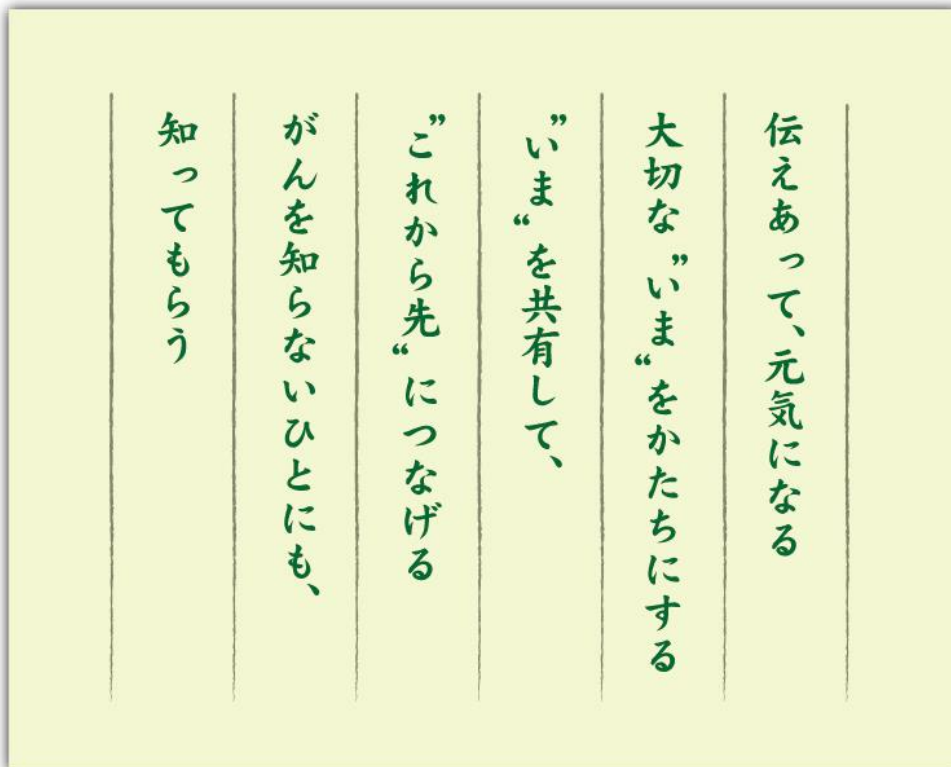 伝えあって、元気になる
大切な”いま“をかたちにする
”いま“を共有して、
”これから先“につなげる
がんを知らないひとにも、
知ってもらう